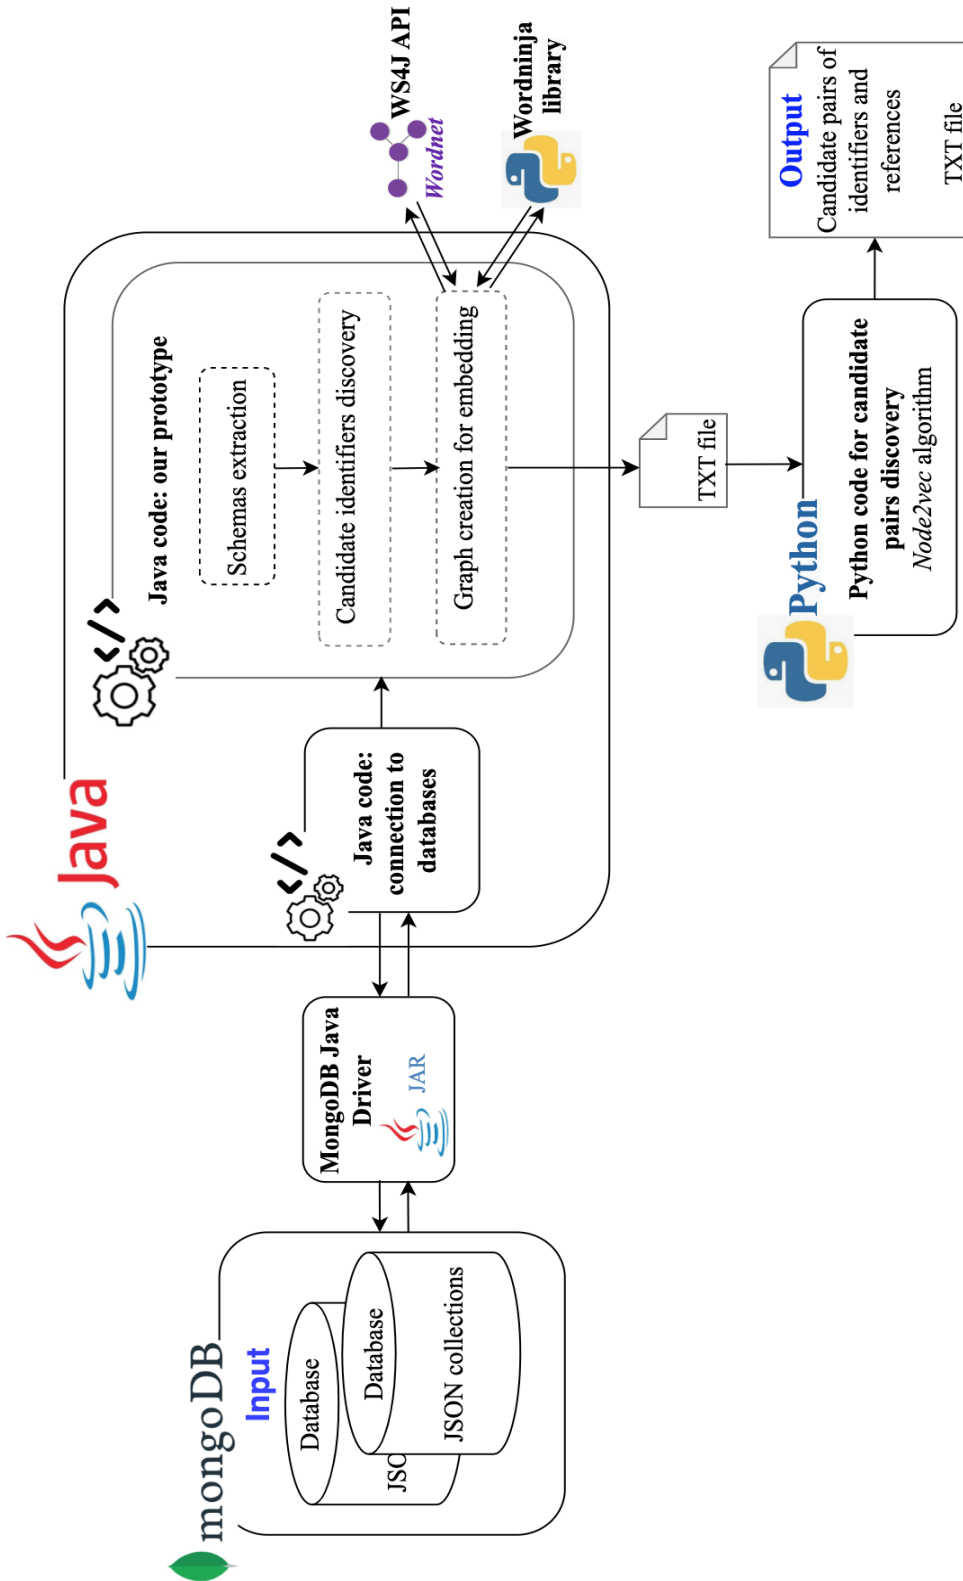 mongoDB
Input
Database
JSO
Database
JSON collections
MongoDB Java
Driver
JAR
Java
Java code:
connection to
databases
Java code: our prototype
Schemas extraction
Candidate identifiers discovery
Graph creation for embedding
WS4J API
Wordnet
Wordninja
library
TXT file
Python
Python code for candidate
pairs discovery
Node2vec algorithm
Output
Candidate pairs of
identifiers and
references
TXT file